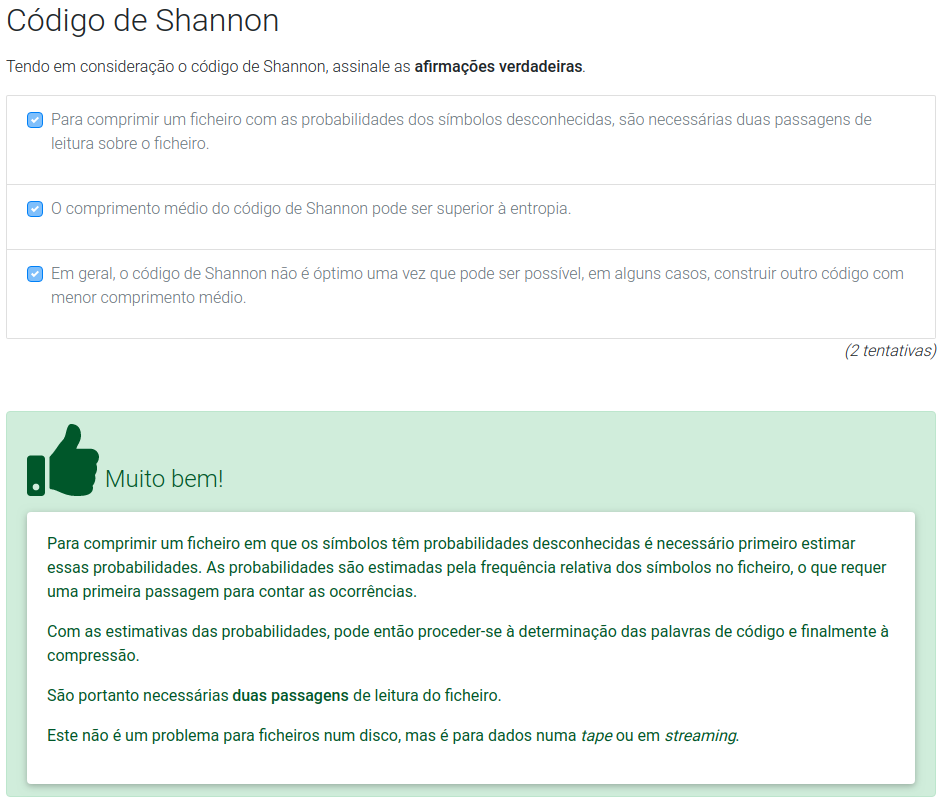 Código de Shannon
Tendo em consideração o código de Shannon, assinale as afirmações verdadeiras.
Para comprimir um ficheiro com as probabilidades dos símbolos desconhecidas, são necessárias duas passagens de
leitura sobre o ficheiro.
O comprimento médio do código de Shannon pode ser superior à entropia.
Em geral, o código de Shannon não é óptimo uma vez que pode ser possível, em alguns casos, construir outro código com
menor comprimento médio.
(2 tentativas)
Muito bem!
Para comprimir um ficheiro em que os símbolos têm probabilidades desconhecidas é necessário primeiro estimar
essas probabilidades. As probabilidades são estimadas pela frequência relativa dos símbolos no ficheiro, o que requer
uma primeira passagem para contar as ocorrências.
Com as estimativas das probabilidades, pode então proceder-se à determinação das palavras de código e finalmente à
compressão.
São portanto necessárias duas passagens de leitura do ficheiro.
Este não é um problema para ficheiros num disco, mas é para dados numa tape ou em streaming.